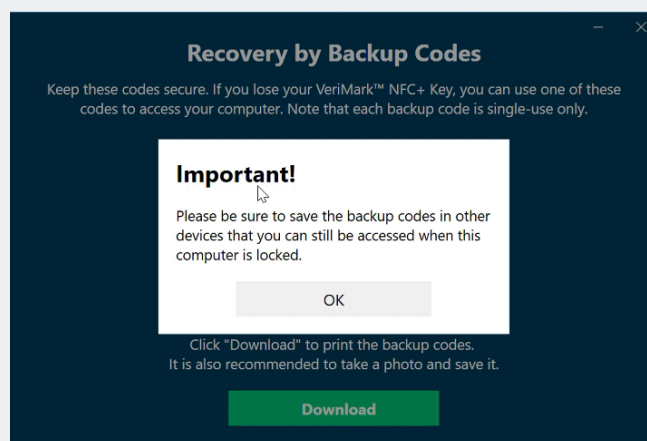 Recovery by Backup Codes
Keep these codes secure. If you lose your VeriMark™ NFC+ Key, you can use one of these
codes to access your computer. Note that each backup code is single-use only.
Important!
Please be sure to save the backup codes in other
devices that you can still be accessed when this
computer is locked.
OK
Click "Download" to print the backup codes.
It is also recommended to take a photo and save it.
Download